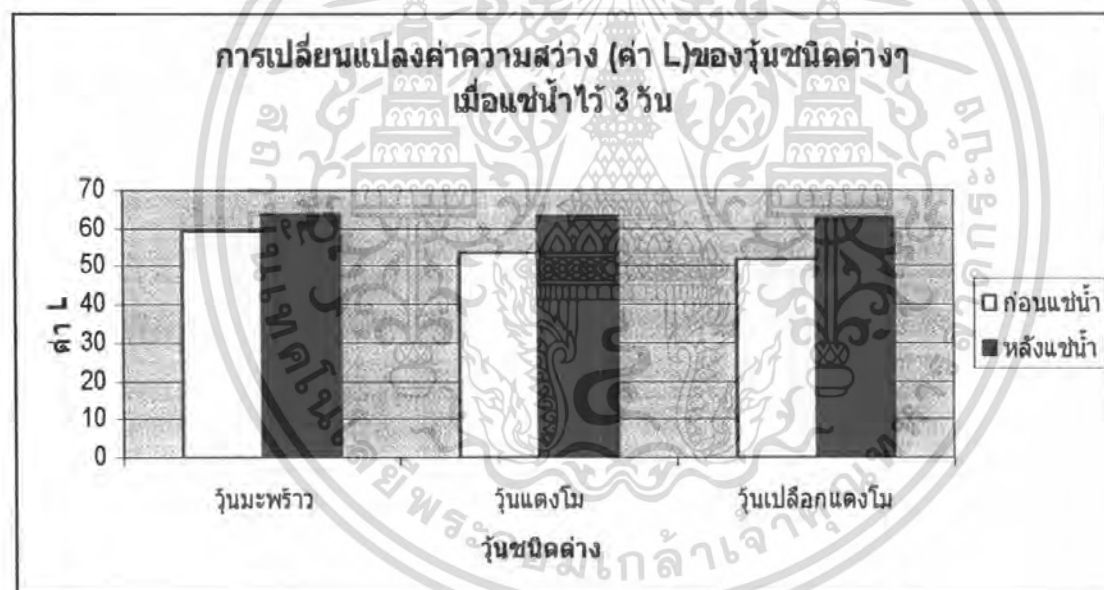 การเปลี่ยนแปลงค่าความสว่าง (ค่า L)ของวุ้นชนิดต่างๆ
เมื่อแช่น้ำไว้ 3 วัน
70
60
50
40
30
20
10
0
ค่า L
วุ้นมะพร้าว
วุ้นแตงโม
วุ้นเปลือกแตงโม
วุ้นชนิดต่าง
ก่อนแช่น้ำ
หลังแช่น้ำ